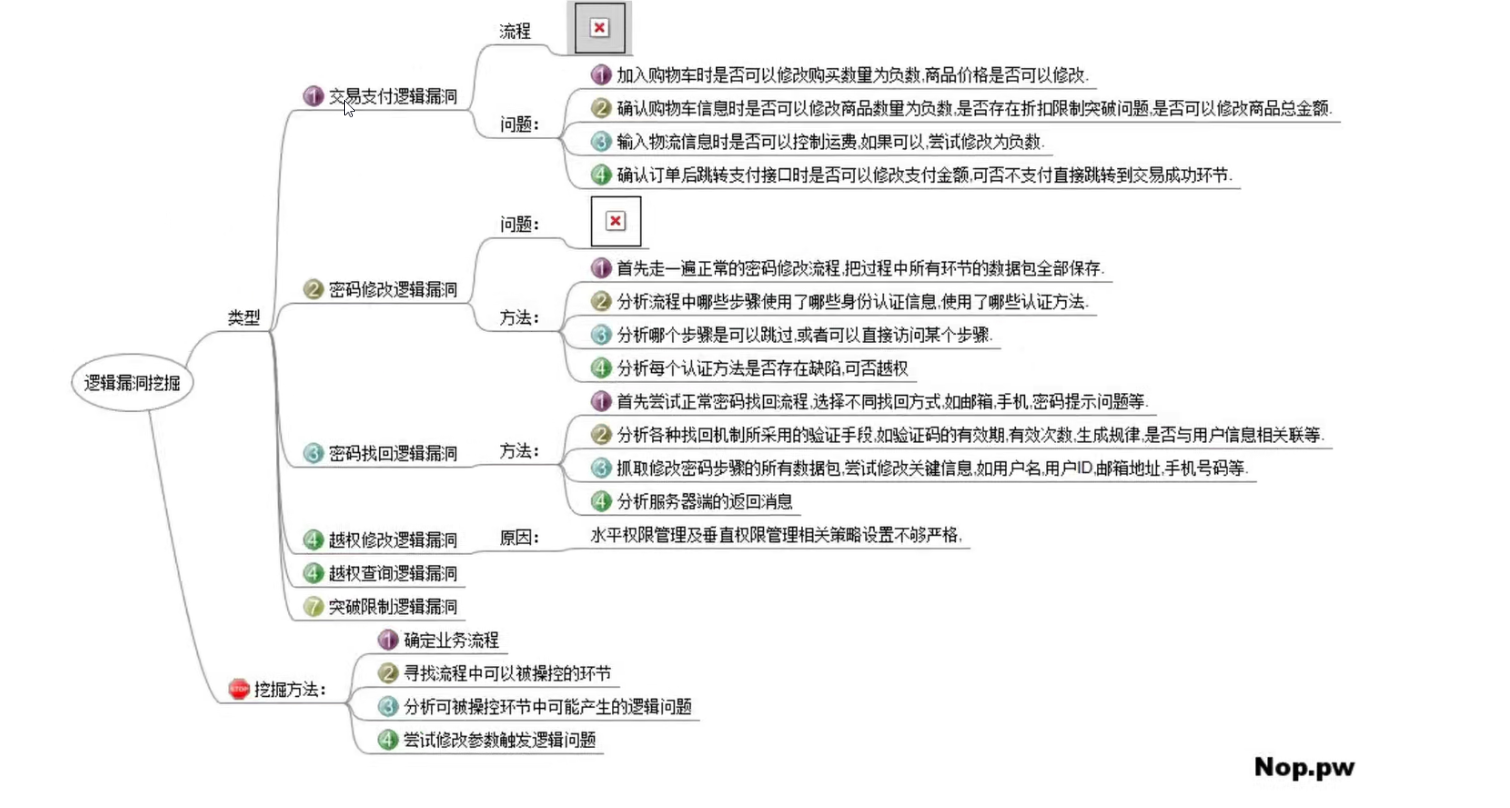 流程
1 加入购物车时是否可以修改购买数量为负数,商品价格是否可以修改.
1 交易支付逻辑漏洞
2 确认购物车信息时是否可以修改商品数量为负数,是否存在折扣限制突破问题,是否可以修改商品总金额.
问题：
3 输入物流信息时是否可以控制运费,如果可以,尝试修改为负数.
4 确认订单后跳转支付接口时是否可以修改支付金额,可否不支付直接跳转到交易成功环节.
问题：
1 首先走一遍正常的密码修改流程,把过程中所有环节的数据包全部保存.
2 密码修改逻辑漏洞
2 分析流程中哪些步骤使用了哪些身份认证信息,使用了哪些认证方法.
类型
方法：
3 分析哪个步骤是可以跳过,或者可以直接访问某个步骤.
4 分析每个认证方法是否存在缺陷,可否越权
逻辑漏洞挖掘
1 首先尝试正常密码找回流程,选择不同找回方式,如邮箱,手机,密码提示问题等.
2 分析各种找回机制所采用的验证手段,如验证码的有效期,有效次数,生成规律,是否与用户信息相关联等.
3 密码找回逻辑漏洞
方法：
3 抓取修改密码步骤的所有数据包,尝试修改关键信息,如用户名,用户ID,邮箱地址,手机号码等.
4 分析服务器端的返回消息
4 越权修改逻辑漏洞
原因：
水平权限管理及垂直权限管理相关策略设置不够严格,
4 越权查询逻辑漏洞
7 突破限制逻辑漏洞
1 确定业务流程
2 寻找流程中可以被操控的环节
STOP 挖掘方法：
3 分析可被操控环节中可能产生的逻辑问题
4 尝试修改参数触发逻辑问题
Nop.pw